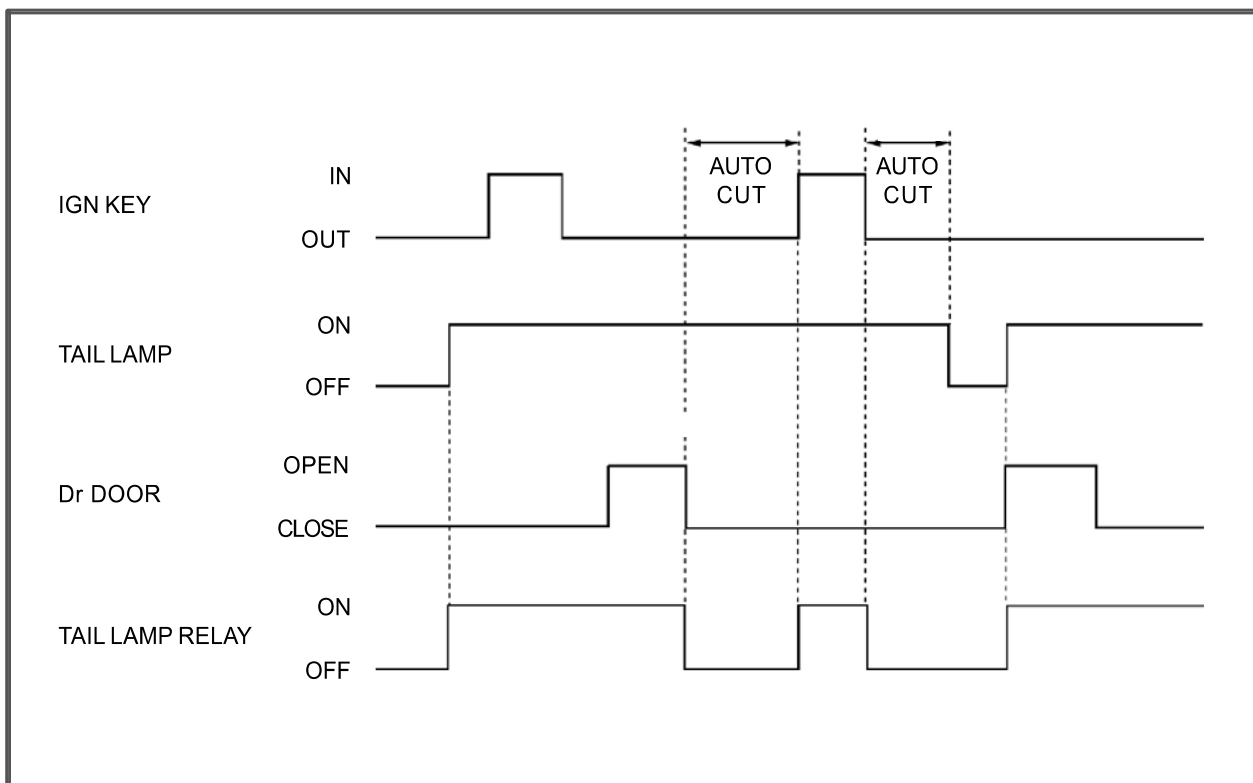 AUTO CUT
AUTO CUT
IGN KEY
IN
OUT
TAIL LAMP
ON
OFF
Dr DOOR
OPEN
CLOSE
TAIL LAMP RELAY
ON
OFF